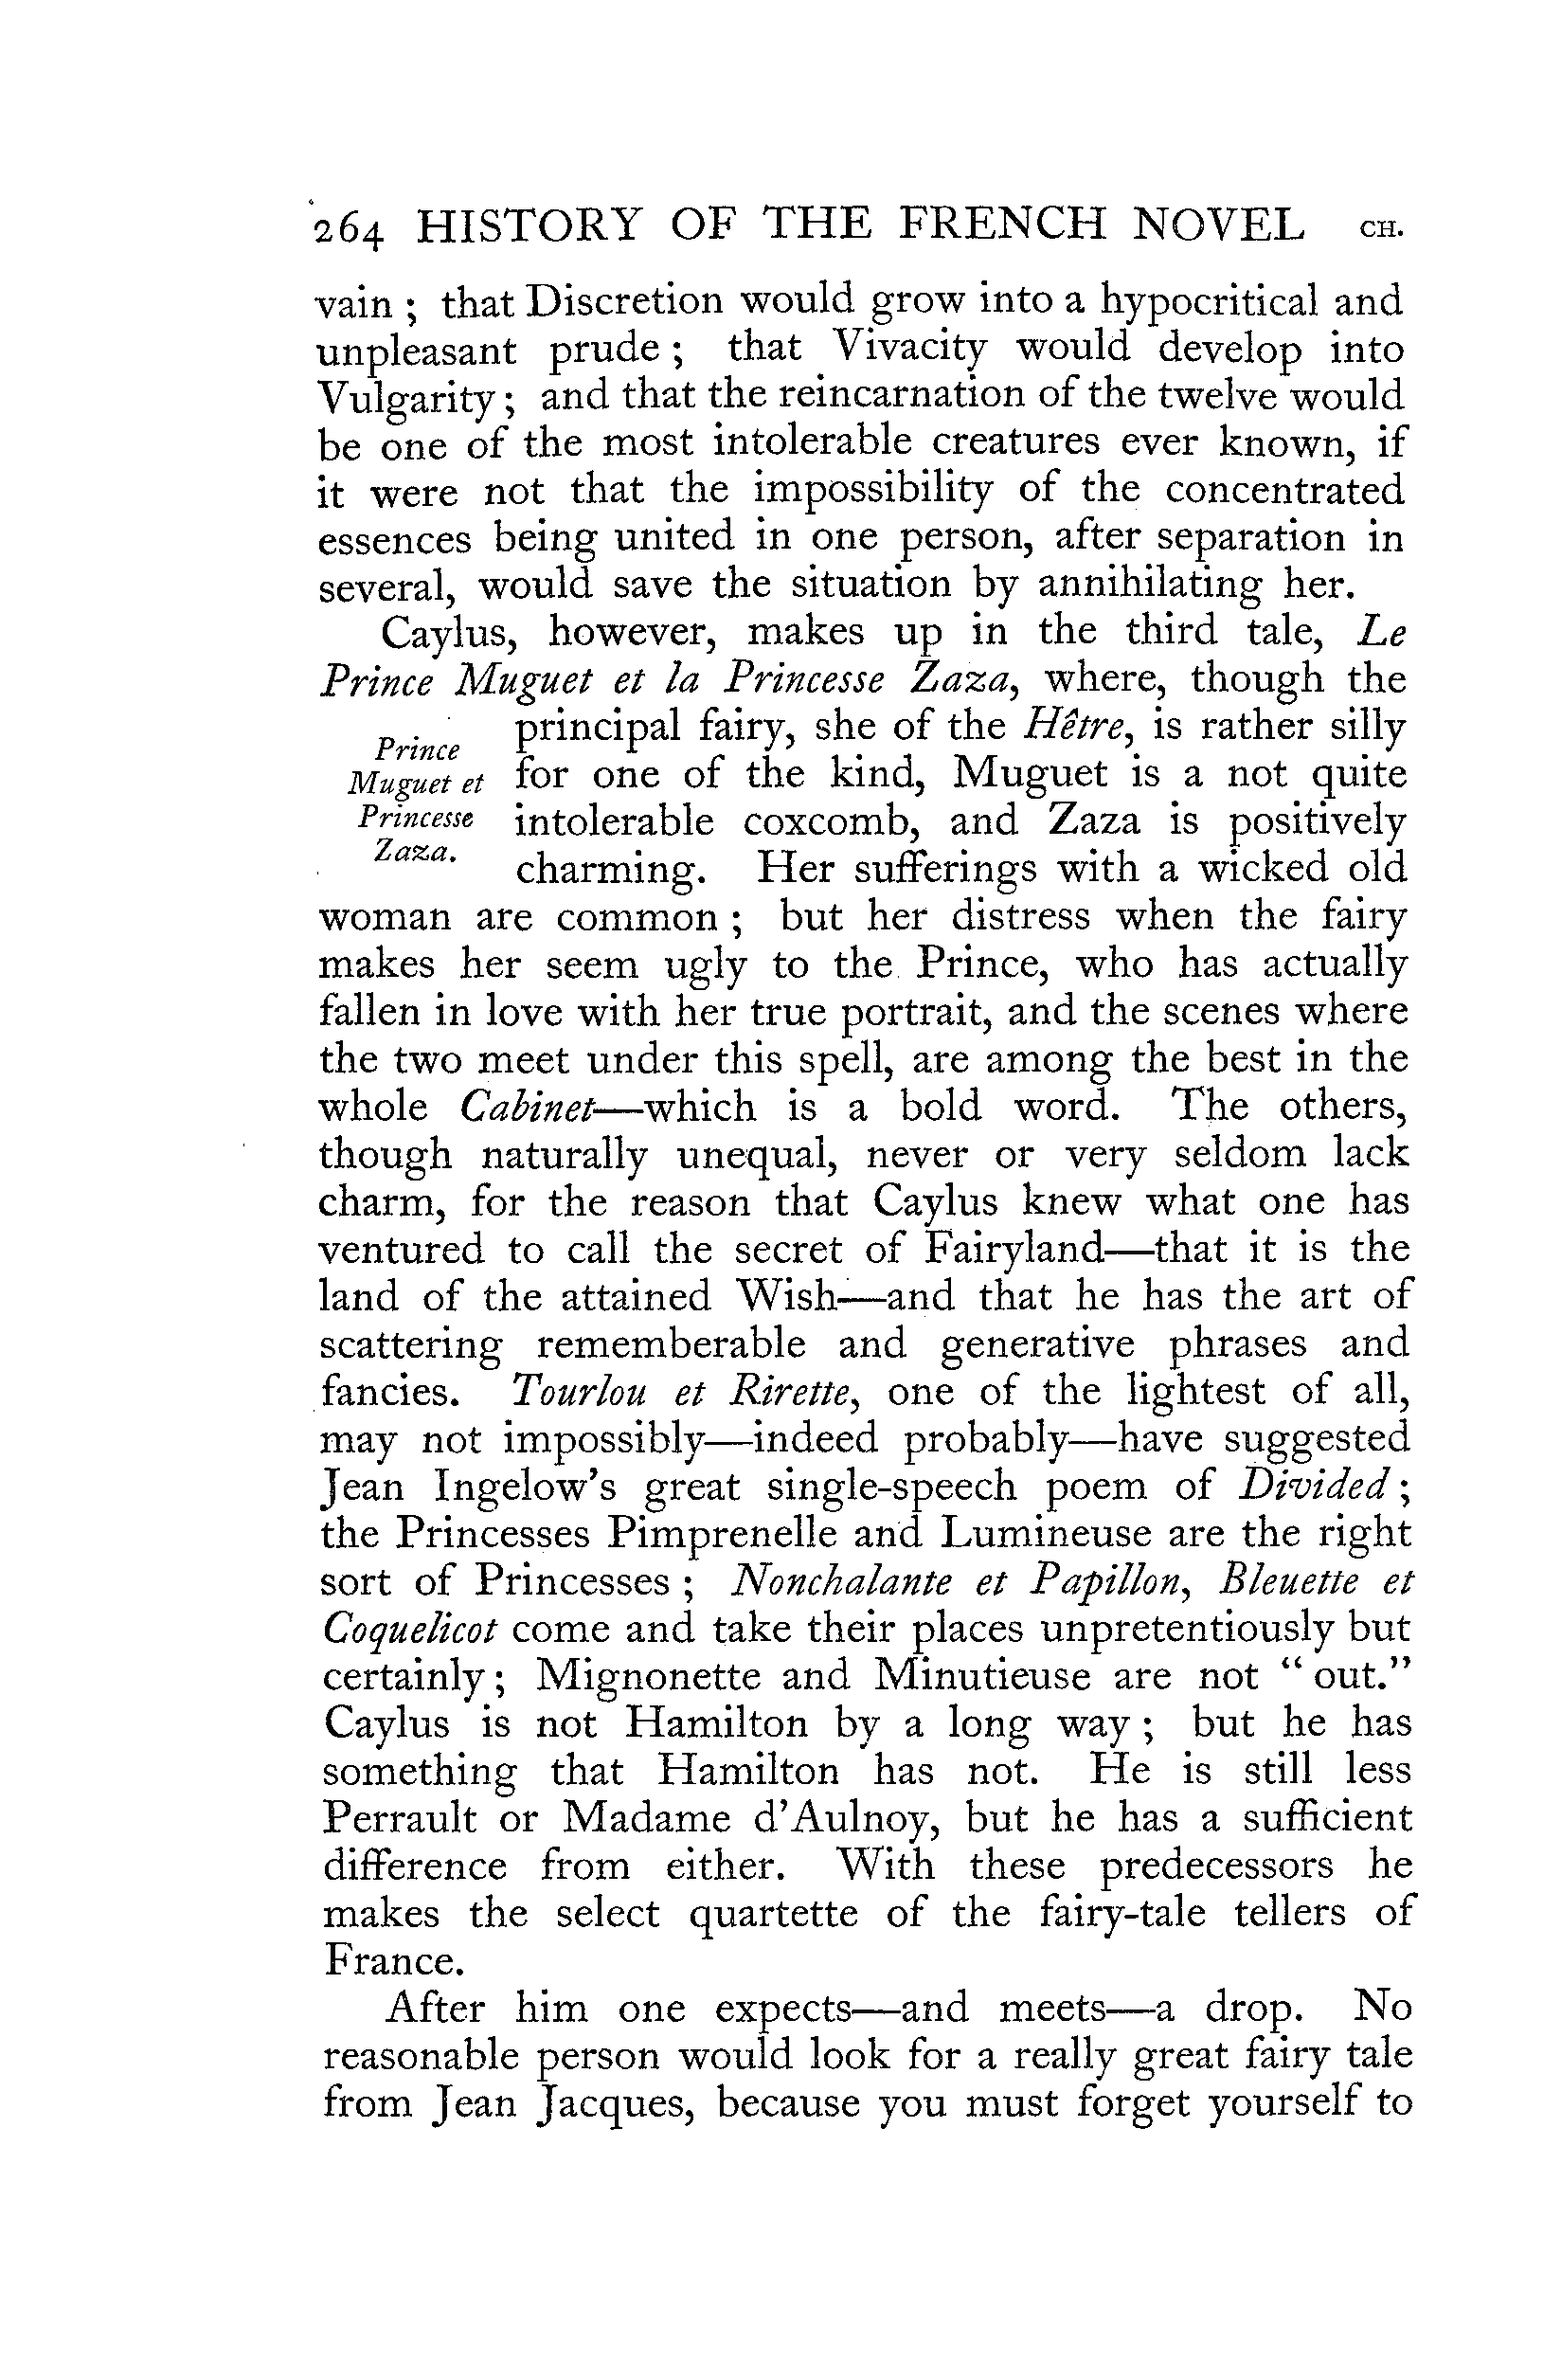 264 HISTORY OF THE FRENCH NOVEL CH.
vain ; that Discretion would grow into a hypocritical and
unpleasant prude ; that Vivacity would develop into
Vulgarity ; and that the reincarnation of the twelve would
be one of the most intolerable creatures ever known, if
it were not that the impossibility of the concentrated
essences being united in one person, after separation in
several, would save the situation by annihilating her.
Caylus, however, makes up in the third tale, Le
Prince Muguet et la Princesse Zaza, where, though the
Prince
Muguet et
Princesse
Zaza.
principal fairy, she of the Hêtre, is rather silly
for one of the kind, Muguet is a not quite
intolerable coxcomb, and Zaza is positively
charming. Her sufferings with a wicked old
woman are common ; but her distress when the fairy
makes her seem ugly to the Prince, who has actually
fallen in love with her true portrait, and the scenes where
the two meet under this spell, are among the best in the
whole Cabinet—which is a bold word. The others,
though naturally unequal, never or very seldom lack
charm, for the reason that Caylus knew what one has
ventured to call the secret of Fairyland—that it is the
land of the attained Wish—and that he has the art of
scattering rememberable and generative phrases and
fancies. Tourlou et Rirette, one of the lightest of all,
may not impossibly—indeed probably—have suggested
Jean Ingelow's great single-speech poem of Divided ;
the Princesses Pimprenelle and Lumineuse are the right
sort of Princesses ; Nonchalante et Papillon, Bleuette et
Coquelicot come and take their places unpretentiously but
certainly ; Mignonette and Minutieuse are not “ out.”
Caylus is not Hamilton by a long way ; but he has
something that Hamilton has not. He is still less
Perrault or Madame d'Aulnoy, but he has a sufficient
difference from either. With these predecessors he
makes the select quartette of the fairy-tale tellers of
France.
After him one expects—and meets—a drop. No
reasonable person would look for a really great fairy tale
from Jean Jacques, because you must forget yourself to